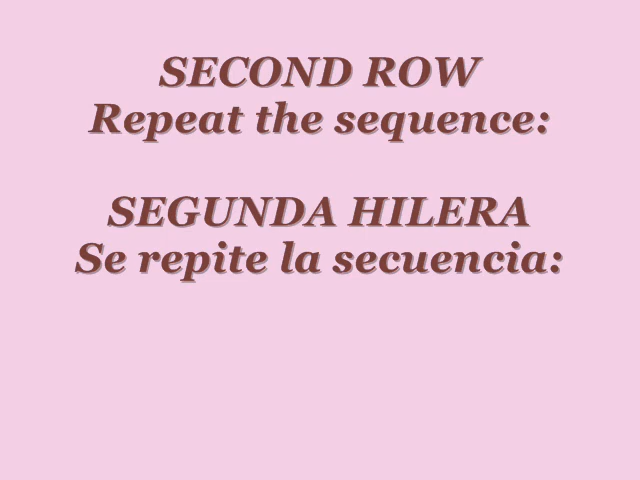 SECOND ROW
Repeat the sequence:
SEGUNDA HILERA
Se repite la secuencia: